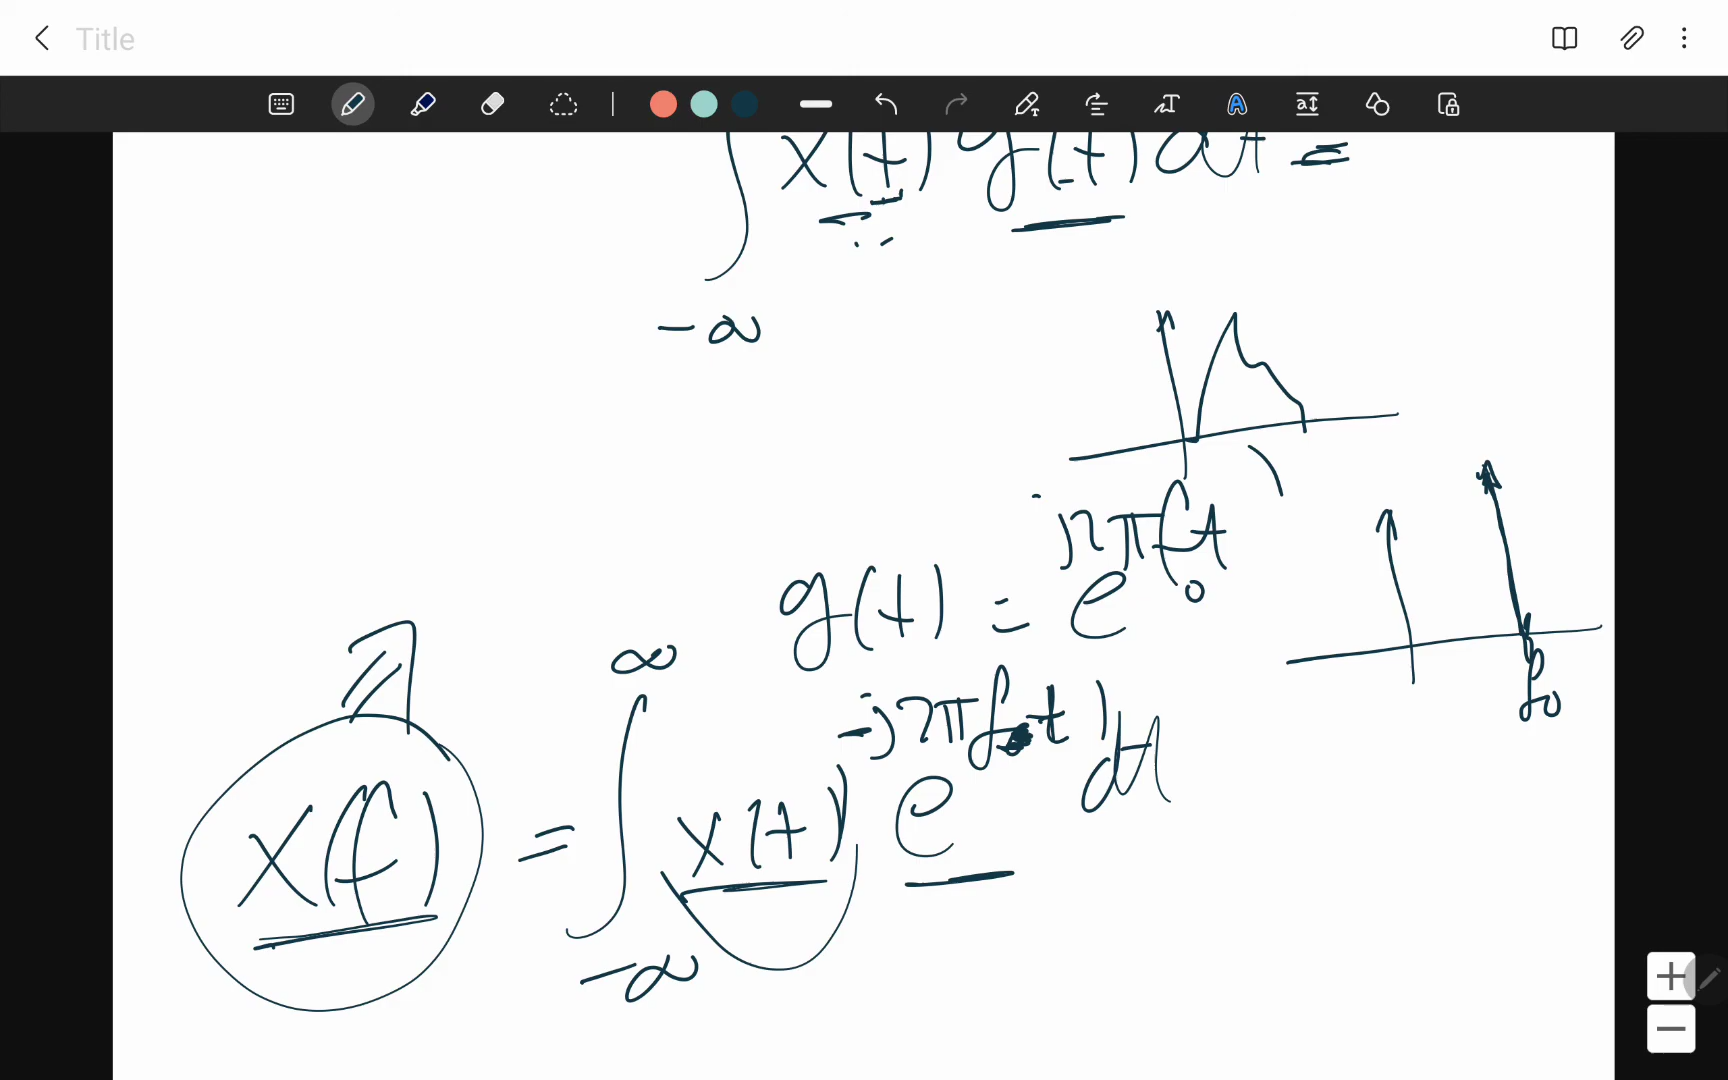 Title
∫ x(t) g(t) dt =
-∞
g(t) = e^{j2πf₀t}
f₀
X(f) = ∫_{-∞}^{∞} x(t) e^{-j2πft} dt